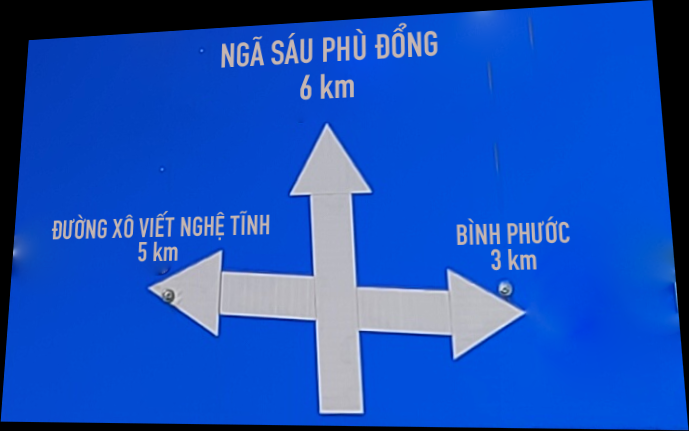 NGÃ SÁU PHÙ ĐỔNG
6 km
ĐƯỜNG XÔ VIẾT NGHỆ TĨNH
5 km
BÌNH PHƯỚC
3 km